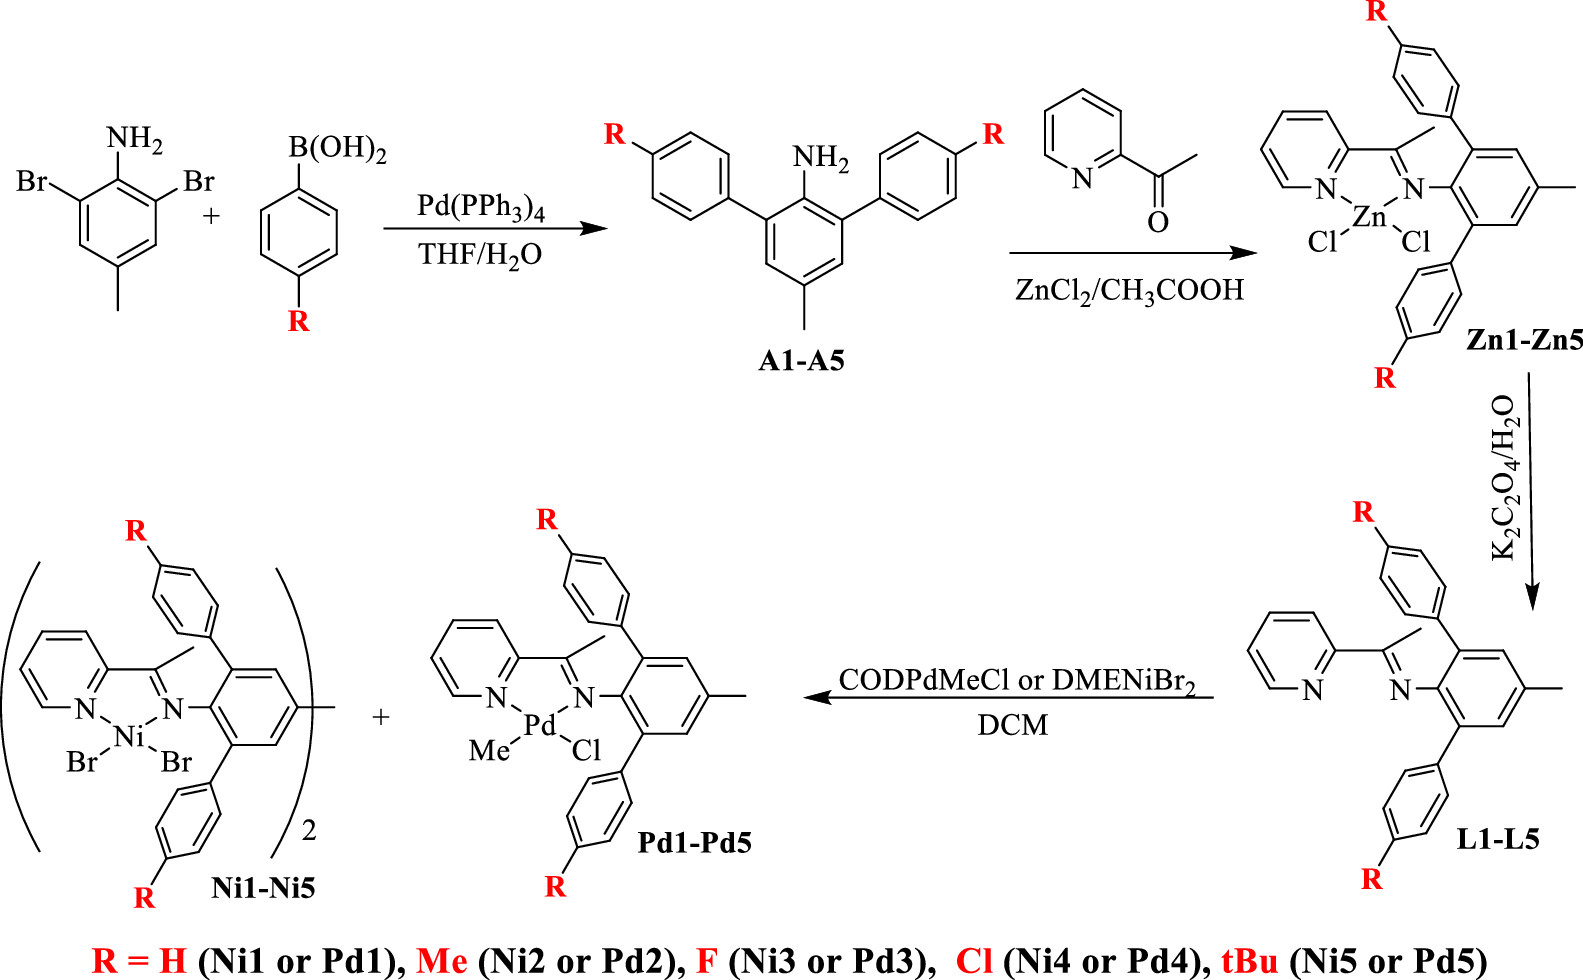 NH2
Br
Br
+
B(OH)2
R
Pd(PPh3)4
THF/H2O
R
NH2
R
A1-A5
N
O
ZnCl2/CH3COOH
R
N
N
Zn
Cl
Cl
R
Zn1-Zn5
K2C2O4/H2O
R
N
N
R
L1-L5
CODPdMeCl or DMENiBr2
DCM
R
N
N
Pd
Me
Cl
R
Pd1-Pd5
+
R
N
N
Ni
Br
Br
R
2
Ni1-Ni5
R = H (Ni1 or Pd1), Me (Ni2 or Pd2), F (Ni3 or Pd3), Cl (Ni4 or Pd4), tBu (Ni5 or Pd5)